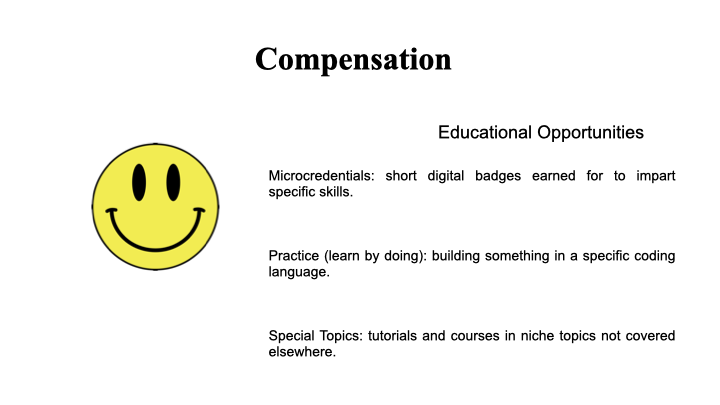 Compensation
Educational Opportunities
Microcredentials: short digital badges earned for to impart
specific skills.
Practice (learn by doing): building something in a specific coding
language.
Special Topics: tutorials and courses in niche topics not covered
elsewhere.